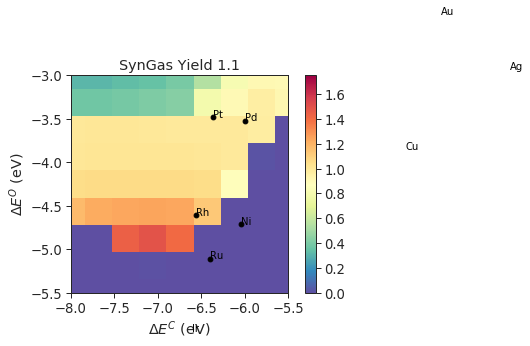 Au
SynGas Yield 1.1
Ag
Cu
Pt
Pd
Rh
Ni
Ru
Ir
−3.0
−3.5
−4.0
−4.5
−5.0
−5.5
ΔE^O (eV)
−8.0 −7.5 −7.0 −6.5 −6.0 −5.5
ΔE^C (eV)
1.6
1.4
1.2
1.0
0.8
0.6
0.4
0.2
0.0